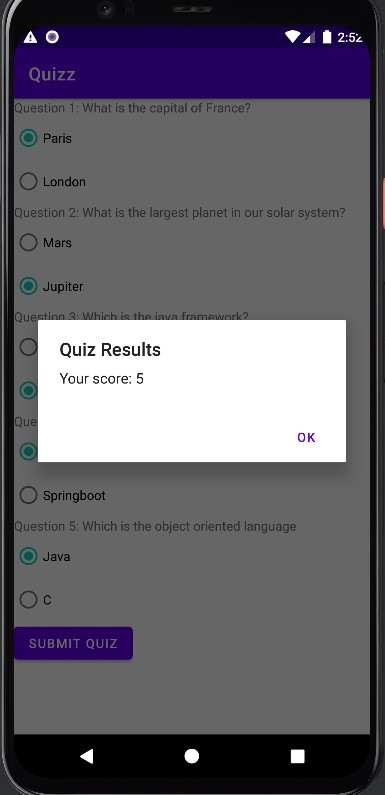 2:52
Quizz
Question 1: What is the capital of France?
Paris
London
Question 2: What is the largest planet in our solar system?
Mars
Jupiter
Question 3: Which is the java framework?
Quiz Results
Your score: 5
OK
Springboot
Question 5: Which is the object oriented language
Java
C
SUBMIT QUIZ